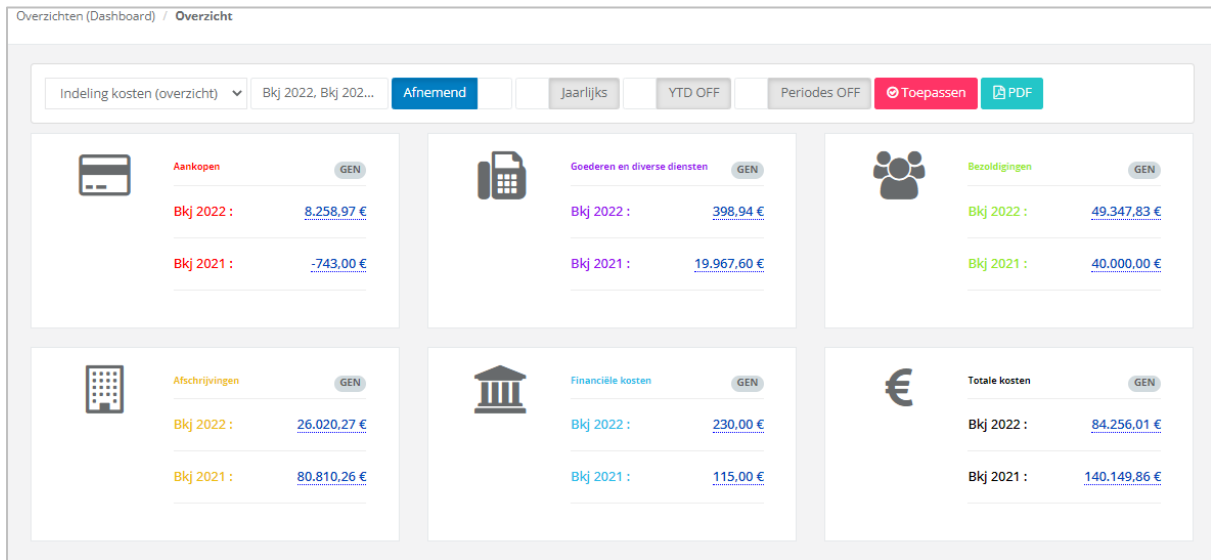 Overzichten (Dashboard) / Overzicht
Indeling kosten (overzicht) Bkj 2022, Bkj 202... Afnemend Jaarlijks YTD OFF Periodes OFF Toepassen PDF
Aankopen GEN
Bkj 2022 : 8.258,97 €
Bkj 2021 : -743,00 €
Goederen en diverse diensten GEN
Bkj 2022 : 398,94 €
Bkj 2021 : 19.967,60 €
Bezoldigingen GEN
Bkj 2022 : 49.347,83 €
Bkj 2021 : 40.000,00 €
Afschrijvingen GEN
Bkj 2022 : 26.020,27 €
Bkj 2021 : 80.810,26 €
Financiële kosten GEN
Bkj 2022 : 230,00 €
Bkj 2021 : 115,00 €
Totale kosten GEN
Bkj 2022 : 84.256,01 €
Bkj 2021 : 140.149,86 €